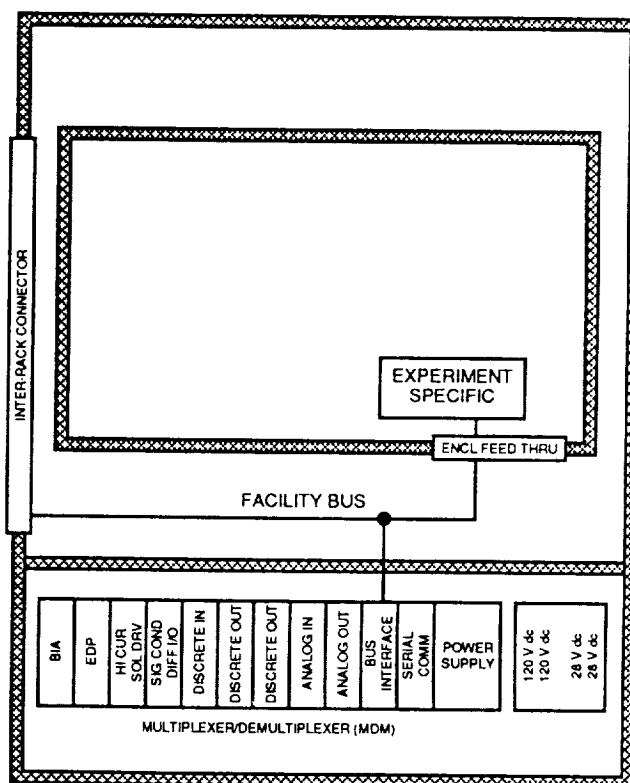 INTER-RACK CONNECTOR
EXPERIMENT
SPECIFIC
ENCL FEED THRU
FACILITY BUS
BIA
EDP
HI CUR
SOL DRV
SIG COND
DIFF I/O
DISCRETE IN
DISCRETE OUT
DISCRETE OUT
ANALOG IN
ANALOG OUT
BUS
INTERFACE
SERIAL
COMM
POWER
SUPPLY
120 V dc
120 V dc
28 V dc
28 V dc
MULTIPLEXER/DEMULTIPLEXER (MDM)